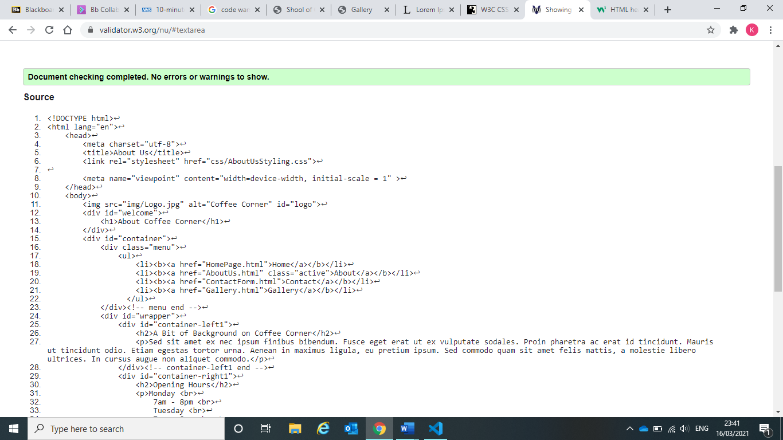 Blackboa
Bb Collab
10-minut
code war
Shool of
Gallery
Lorem Ip
W3C CSS
Showing
HTML he
validator.w3.org/nu/#textarea
K
Document checking completed. No errors or warnings to show.
Source
1. <!DOCTYPE html>↩
2. <html lang="en">↩
3. <head>↩
4. <meta charset="utf-8">↩
5. <title>About Us</title>↩
6. <link rel="stylesheet" href="css/AboutUsStyling.css">↩
7. ↩
8. <meta name="viewport" content="width=device-width, initial-scale = 1" >↩
9. </head>↩
10. <body>↩
11. <img src="img/Logo.jpg" alt="Coffee Corner" id="logo">↩
12. <div id="welcome">↩
13. <h1>About Coffee Corner</h1>↩
14. </div>↩
15. <div id="container">↩
16. <div class="menu">↩
17. <ul>↩
18. <li><b><a href="HomePage.html">Home</a></b></li>↩
19. <li><b><a href="AboutUs.html" class="active">About</a></b></li>↩
20. <li><b><a href="ContactForm.html">Contact</a></b></li>↩
21. <li><b><a href="Gallery.html">Gallery</a></b></li>↩
22. </ul>↩
23. </div><!-- menu end -->↩
24. <div id="wrapper">↩
25. <div id="container-left1">↩
26. <h2>A Bit of Background on Coffee Corner</h2>↩
27. <p>Sed sit amet ex nec ipsum finibus bibendum. Fusce eget erat ut ex vulputate sodales. Proin pharetra ac erat id tincidunt. Mauris
ut tincidunt odio. Etiam egestas tortor urna. Aenean in maximus ligula, eu pretium ipsum. Sed commodo quam sit amet felis mattis, a molestie libero
ultrices. In cursus augue non aliquet commodo.</p>↩
28. </div><!-- container-left1 end -->↩
29. <div id="container-right1">↩
30. <h2>Opening Hours</h2>↩
31. <p>Monday <br>↩
32. 7am - 8pm <br>↩
33. Tuesday <br>↩
Type here to search
ENG
23:41
16/03/2021